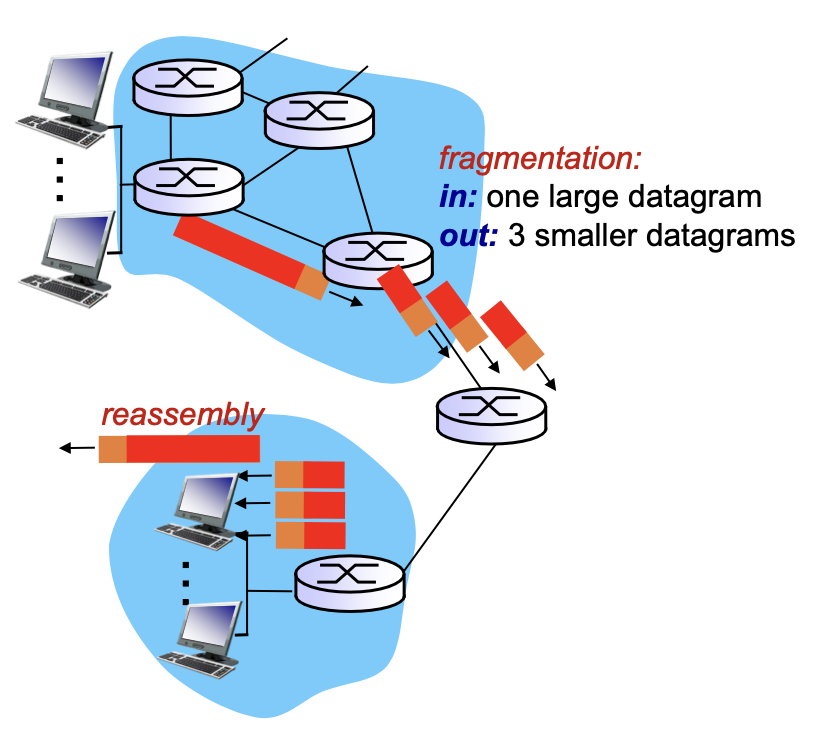 fragmentation:
in: one large datagram
out: 3 smaller datagrams
reassembly